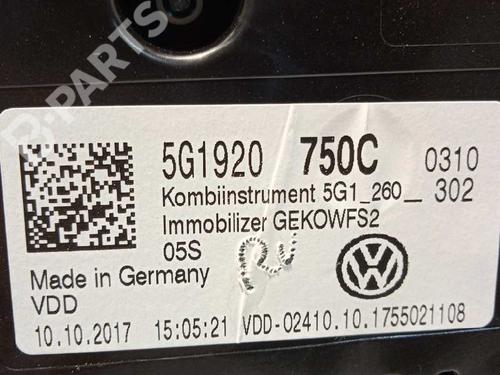 B-PARTS
5G1920 750C 0310
Kombiinstrument 5G1_260__ 302
Immobilizer GEKOWFS2
05S
Made in Germany
VDD
10.10.2017 15:05:21 VDD-02410.10.1755021108